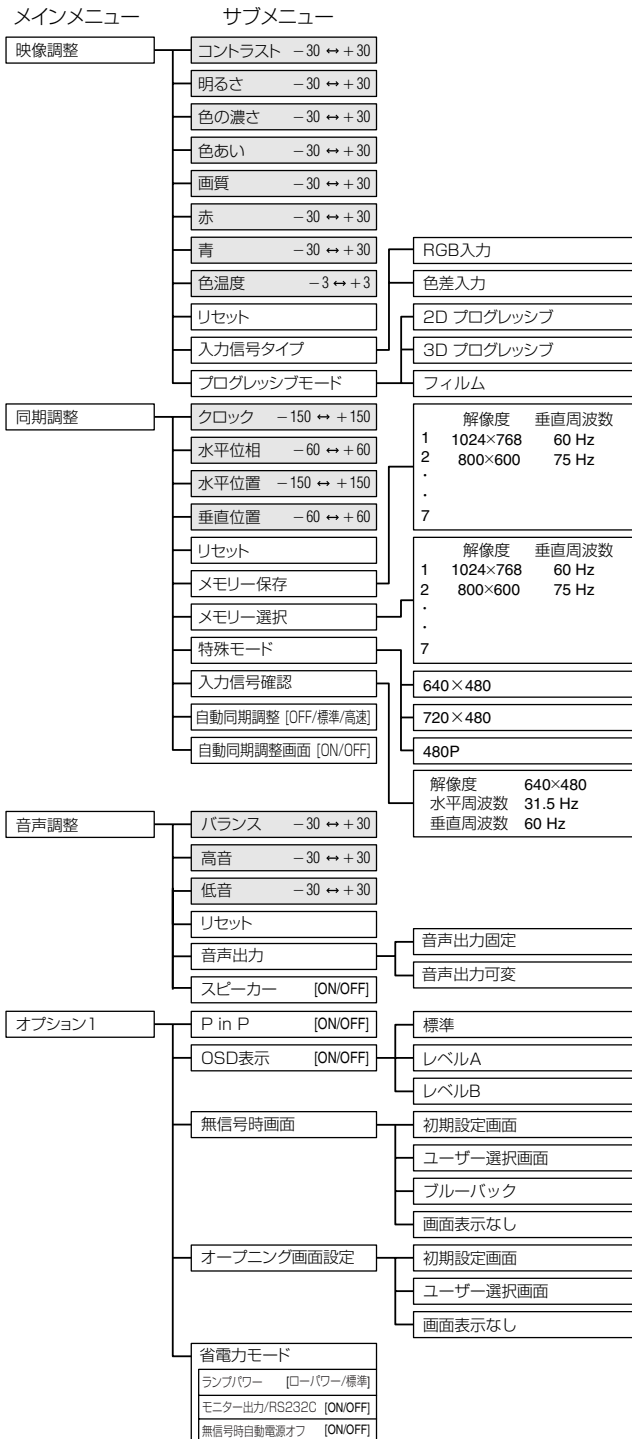 メインメニュー サブメニュー
映像調整
コントラスト −30 ↔ +30
明るさ −30 ↔ +30
色の濃さ −30 ↔ +30
色あい −30 ↔ +30
画質 −30 ↔ +30
赤 −30 ↔ +30
青 −30 ↔ +30
色温度 −3 ↔ +3
リセット
入力信号タイプ
RGB入力
色差入力
プログレッシブモード
2D プログレッシブ
3D プログレッシブ
フィルム
同期調整
クロック −150 ↔ +150
水平位相 −60 ↔ +60
水平位置 −150 ↔ +150
垂直位置 −60 ↔ +60
リセット
メモリー保存
解像度 垂直周波数
1 1024×768 60 Hz
2 800×600 75 Hz
・
・
7
メモリー選択
解像度 垂直周波数
1 1024×768 60 Hz
2 800×600 75 Hz
・
・
7
特殊モード
640×480
720×480
480P
入力信号確認
解像度 640×480
水平周波数 31.5 Hz
垂直周波数 60 Hz
自動同期調整 [OFF/標準/高速]
自動同期調整画面 [ON/OFF]
音声調整
バランス −30 ↔ +30
高音 −30 ↔ +30
低音 −30 ↔ +30
リセット
音声出力
音声出力固定
音声出力可変
スピーカー [ON/OFF]
オプション1
P in P [ON/OFF]
OSD表示 [ON/OFF]
標準
レベルA
レベルB
無信号時画面
初期設定画面
ユーザー選択画面
ブルーバック
画面表示なし
オープニング画面設定
初期設定画面
ユーザー選択画面
画面表示なし
省電力モード
ランプパワー [ローパワー/標準]
モニター出力/RS232C [ON/OFF]
無信号時自動電源オフ [ON/OFF]